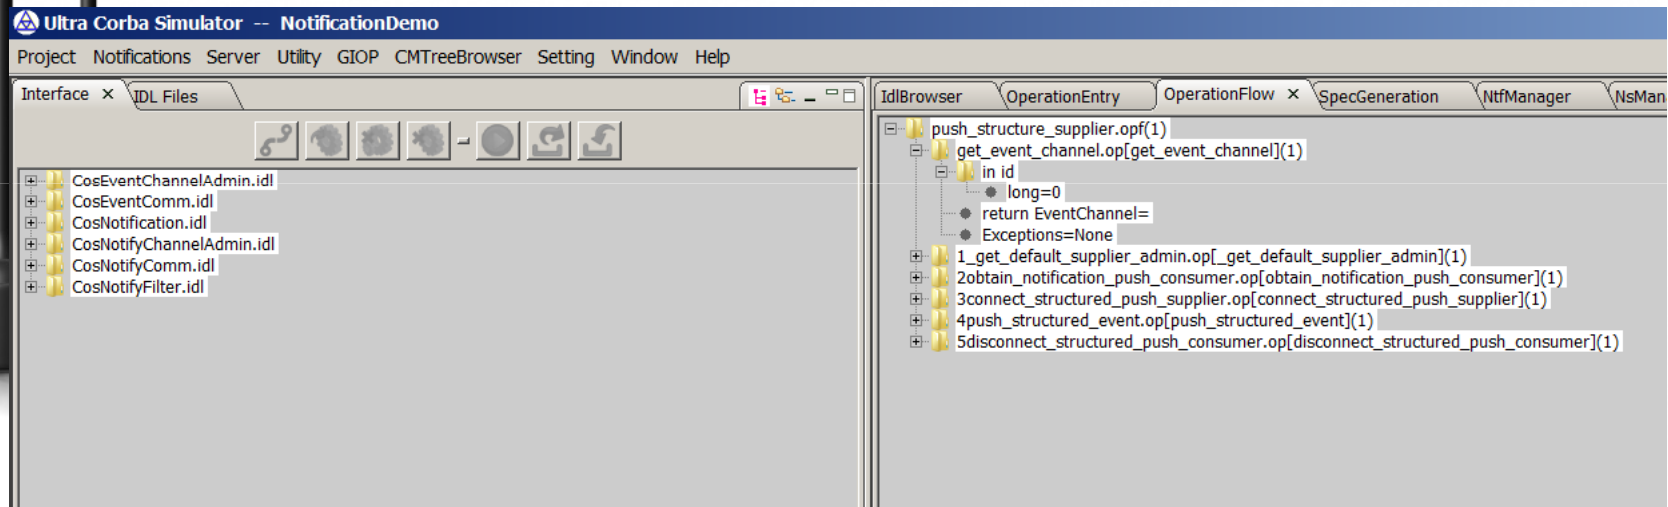 Ultra Corba Simulator -- NotificationDemo
Project Notifications Server Utility GIOP CMTreeBrowser Setting Window Help
Interface IDL Files
IdlBrowser OperationEntry OperationFlow SpecGeneration NtfManager NsMan
push_structure_supplier.opf(1)
get_event_channel.op[get_event_channel](1)
in id
long=0
return EventChannel=
Exceptions=None
1_get_default_supplier_admin.op[_get_default_supplier_admin](1)
2obtain_notification_push_consumer.op[obtain_notification_push_consumer](1)
3connect_structured_push_supplier.op[connect_structured_push_supplier](1)
4push_structured_event.op[push_structured_event](1)
5disconnect_structured_push_consumer.op[disconnect_structured_push_consumer](1)
CosEventChannelAdmin.idl
CosEventComm.idl
CosNotification.idl
CosNotifyChannelAdmin.idl
CosNotifyComm.idl
CosNotifyFilter.idl